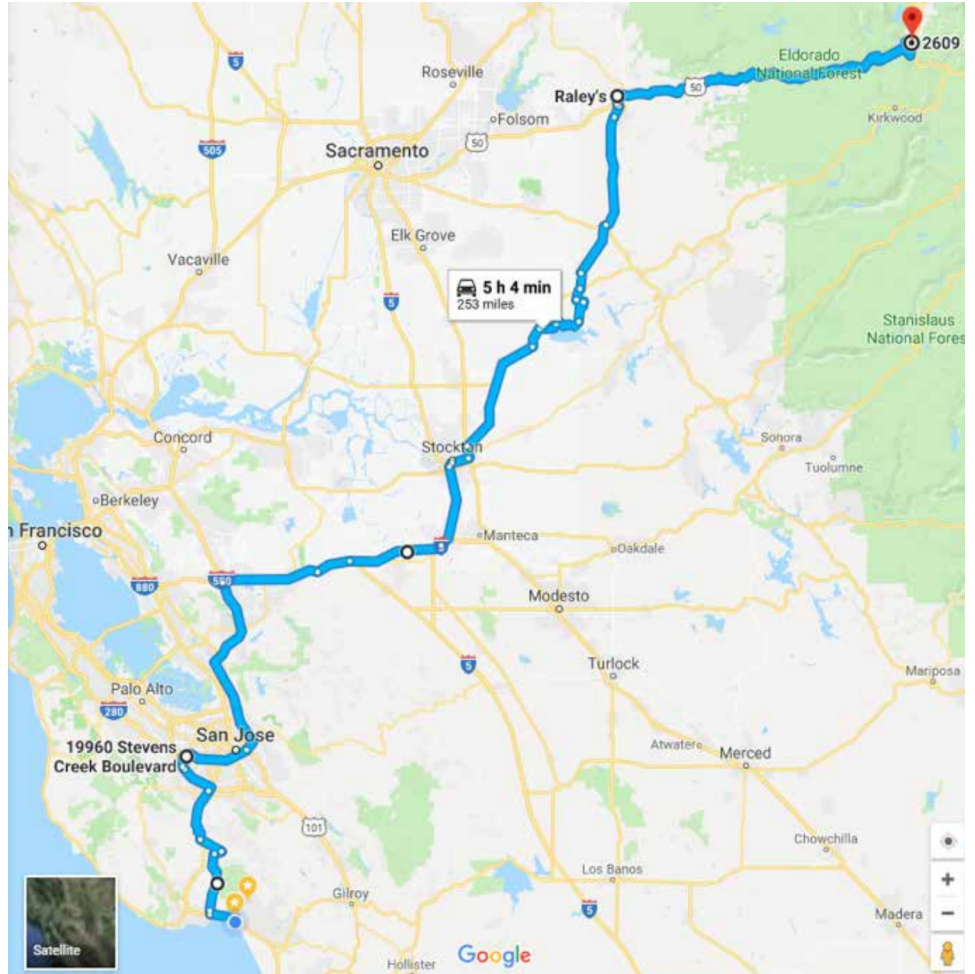 2609
Eldorado
National Forest
5
Roseville
50
Raley's
Kirkwood
Folsom
505
50
Sacramento
Elk Grove
Vacaville
5 h 4 min
253 miles
5
Stanislaus
National Fores
Concord
Stockton
Sonora
Tuolumne
Berkeley
n Francisco
Manteca
5
Oakdale
880
580
Modesto
Turlock
5
Mariposa
Palo Alto
280
San Jose
19960 Stevens
Creek Boulevard
Atwater
Merced
101
Chowchilla
Los Banos
Gilroy
5
Madera
Satellite
Google
Hollister